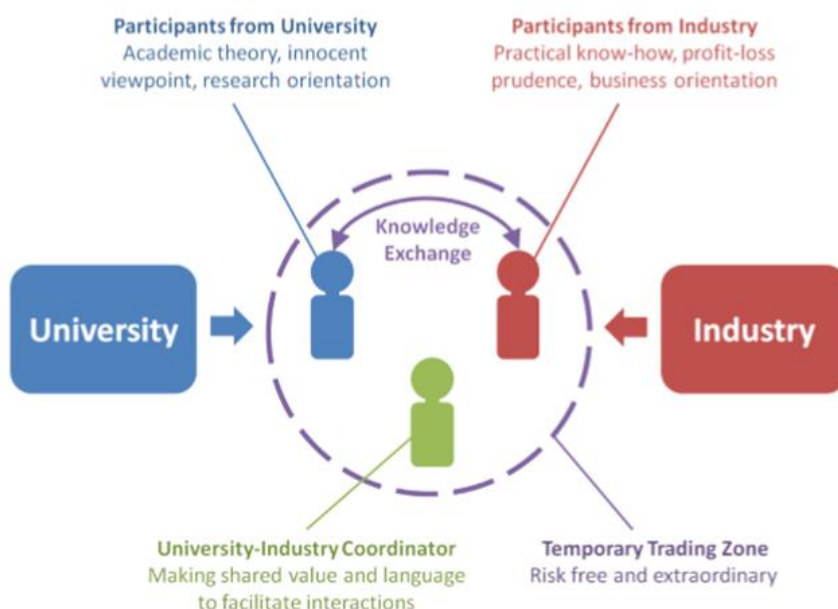 Participants from University
Academic theory, innocent
viewpoint, research orientation
Participants from Industry
Practical know-how, profit-loss
prudence, business orientation
Knowledge
Exchange
University
Industry
University-Industry Coordinator
Making shared value and language
to facilitate interactions
Temporary Trading Zone
Risk free and extraordinary